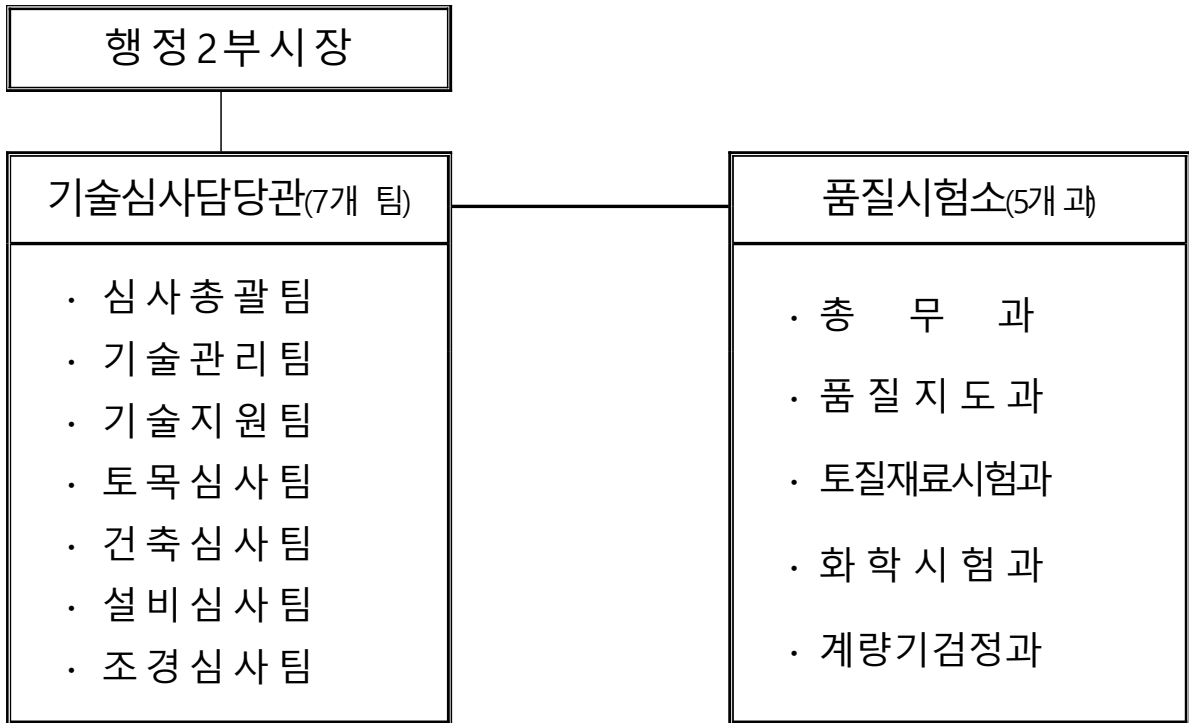 행정2부시장
기술심사담당관(7개 팀)
· 심사총괄팀
· 기술관리팀
· 기술지원팀
· 토목심사팀
· 건축심사팀
· 설비심사팀
· 조경심사팀
품질시험소(5개 과)
· 총 무 과
· 품질지도과
· 토질재료시험과
· 화학시험과
· 계량기검정과